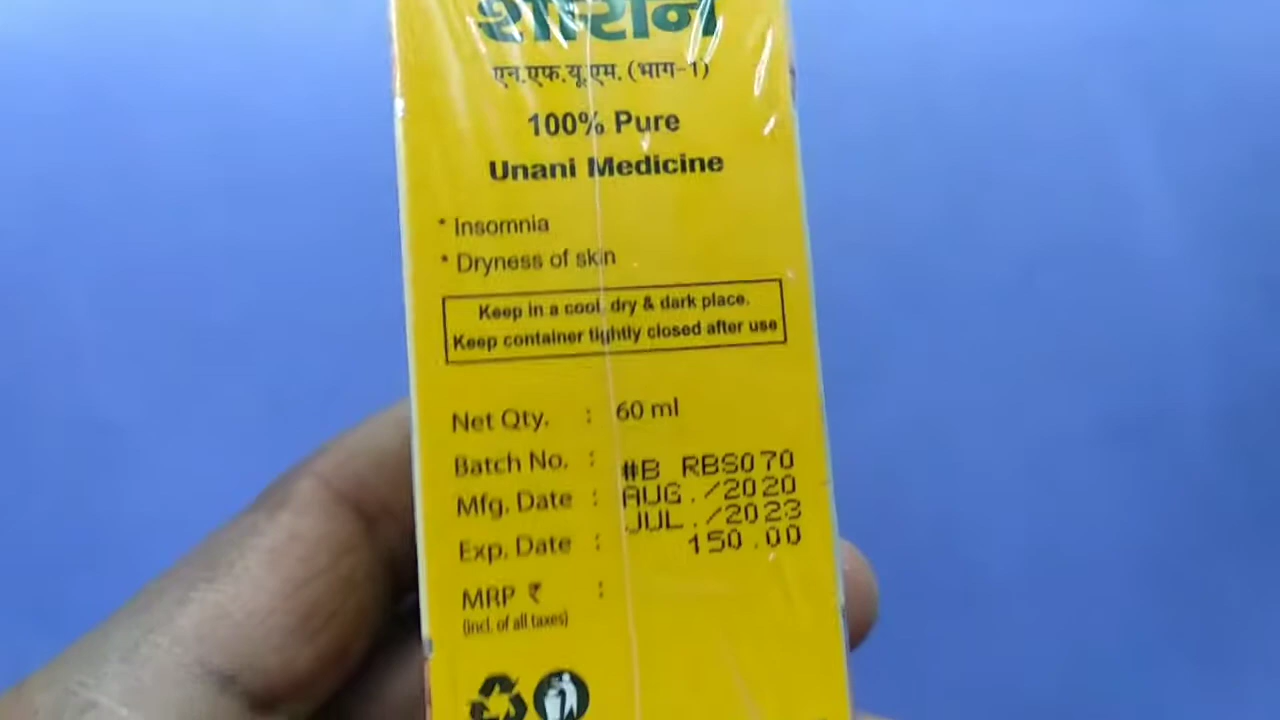 एन.एफ.यू.एम. (भाग-1)
100% Pure
Unani Medicine
* Insomnia
* Dryness of skin
Keep in a cool, dry & dark place.
Keep container tightly closed after use
Net Qty. : 60 ml
Batch No. : #B RBS070
Mfg. Date : AUG./2020
Exp. Date : JUL./2023
MRP ₹ : 150.00
(incl. of all taxes)